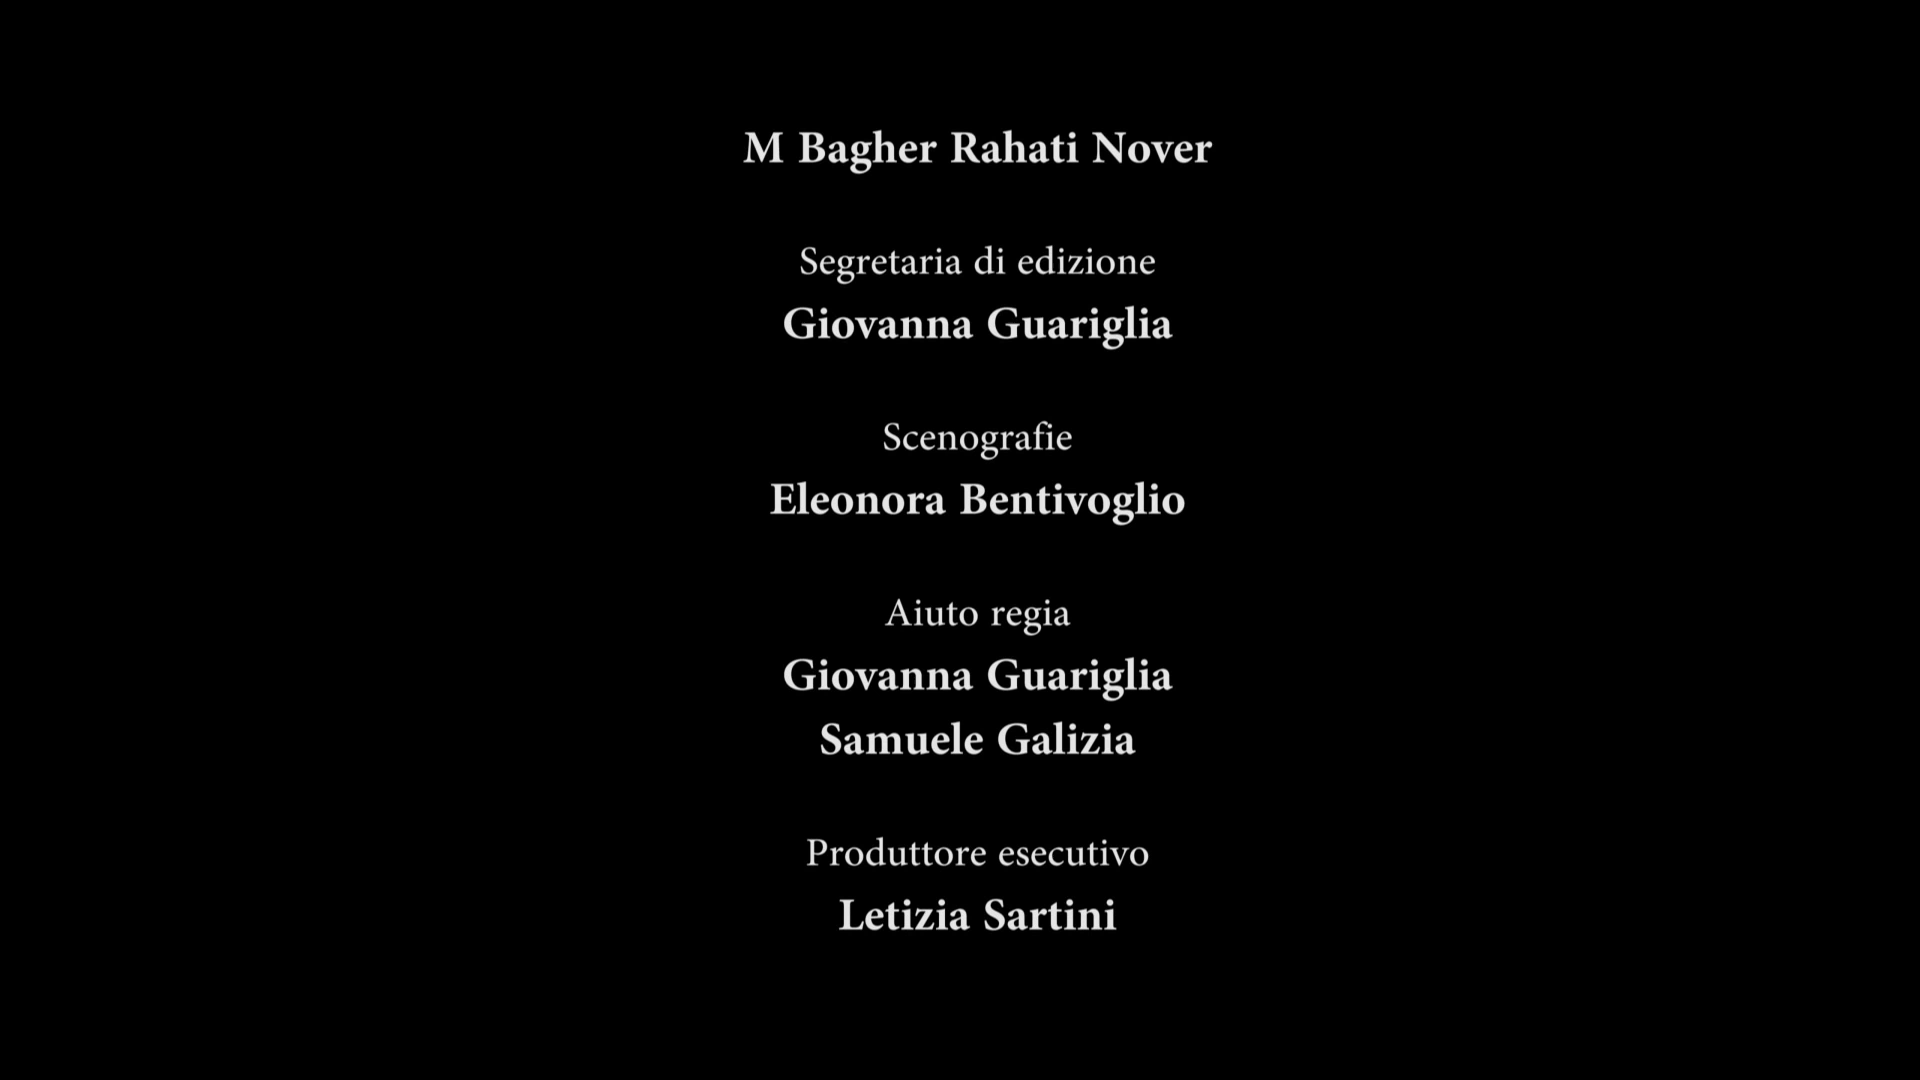 M Bagher Rahati Nover
Segretaria di edizione
Giovanna Guariglia
Scenografie
Eleonora Bentivoglio
Aiuto regia
Giovanna Guariglia
Samuele Galizia
Produttore esecutivo
Letizia Sartini